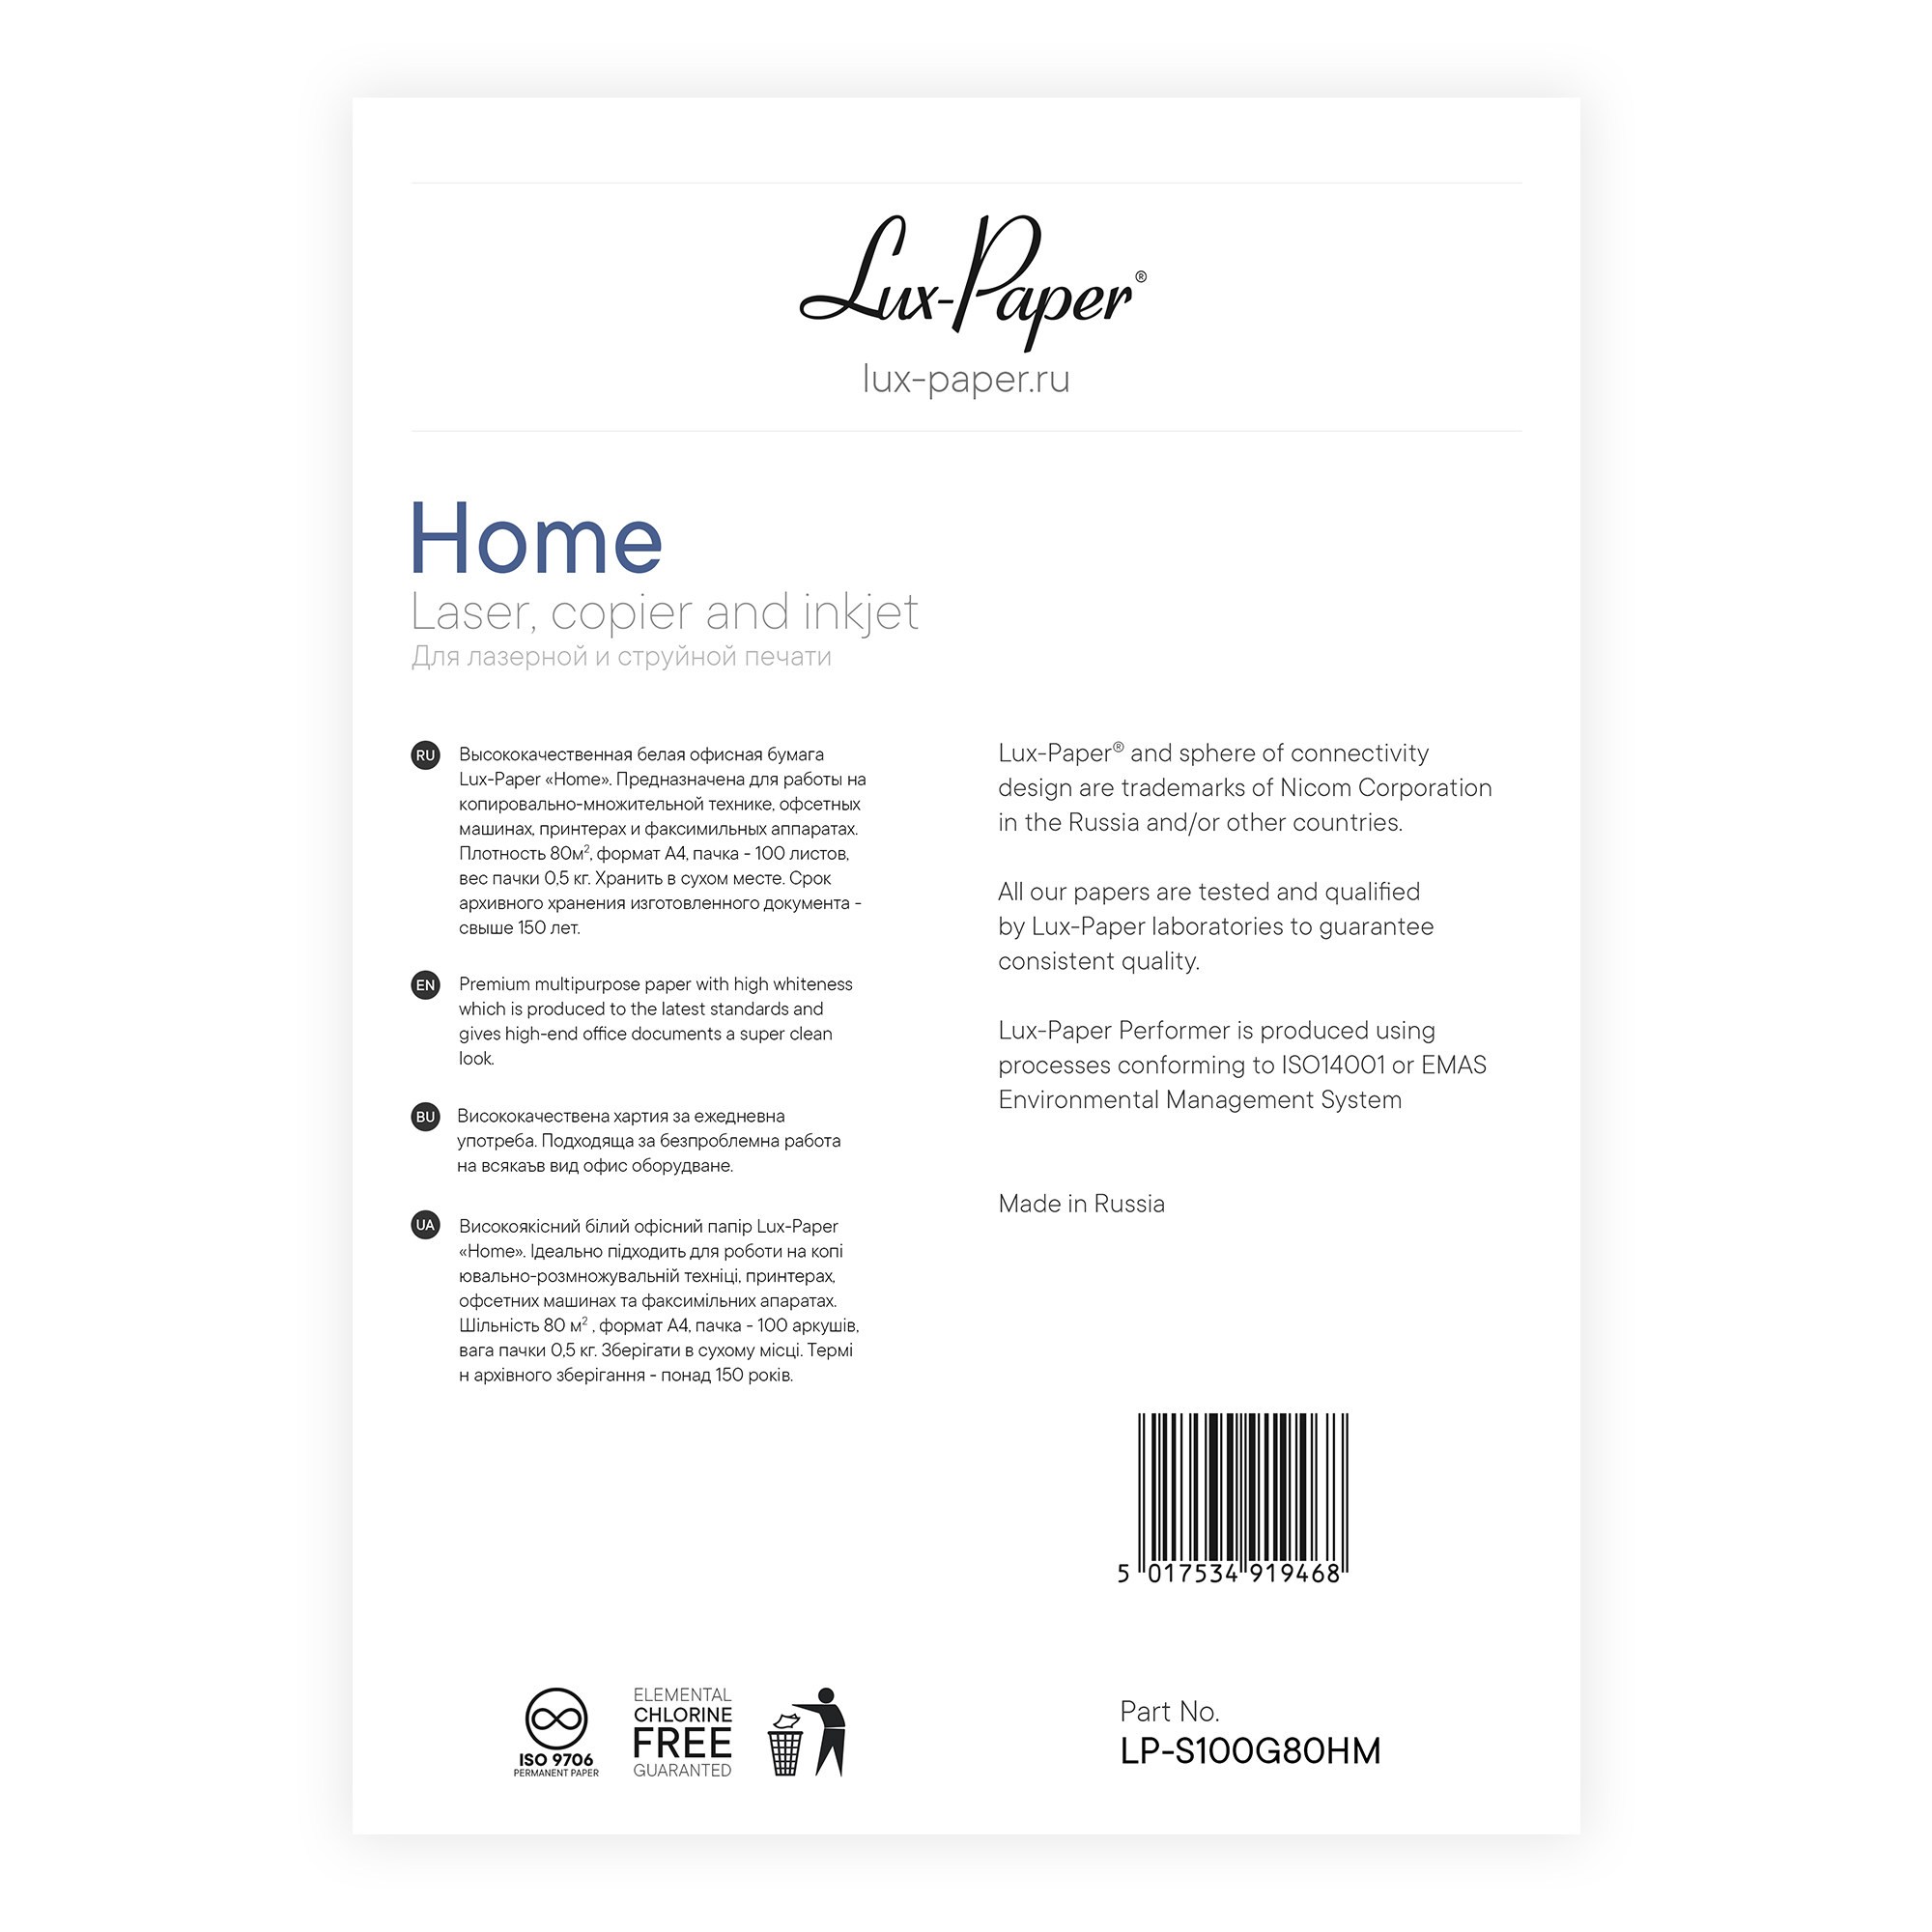 Lux-Paper®
lux-paper.ru
Home
Laser, copier and inkjet
Для лазерной и струйной печати
RU
Высококачественная белая офисная бумага
Lux-Paper «Home». Предназначена для работы на
копировально-множительной технике, офсетных
машинах, принтерах и факсимильных аппаратах.
Плотность 80м², формат А4, пачка - 100 листов,
вес пачки 0,5 кг. Хранить в сухом месте. Срок
архивного хранения изготовленного документа -
свыше 150 лет.
EN
Premium multipurpose paper with high whiteness
which is produced to the latest standards and
gives high-end office documents a super clean
look.
BU
Висококачествена хартия за ежедневна
употреба. Подходяща за безпроблемна работа
на всякаъв вид офис оборудване.
UA
Високоякісний білий офісний папір Lux-Paper
«Home». Ідеально підходить для роботи на копі
ювально-розмножувальній техніці, принтерах,
офсетних машинах та факсимільних апаратах.
Шільність 80 м² , формат А4, пачка - 100 аркушів,
вага пачки 0,5 кг. Зберігати в сухому місці. Термі
н архівного зберігання - понад 150 років.
Lux-Paper® and sphere of connectivity
design are trademarks of Nicom Corporation
in the Russia and/or other countries.
All our papers are tested and qualified
by Lux-Paper laboratories to guarantee
consistent quality.
Lux-Paper Performer is produced using
processes conforming to ISO14001 or EMAS
Environmental Management System
Made in Russia
5 017534 919468
ISO 9706
PERMANENT PAPER
ELEMENTAL
CHLORINE
FREE
GUARANTED
Part No.
LP-S100G80HM